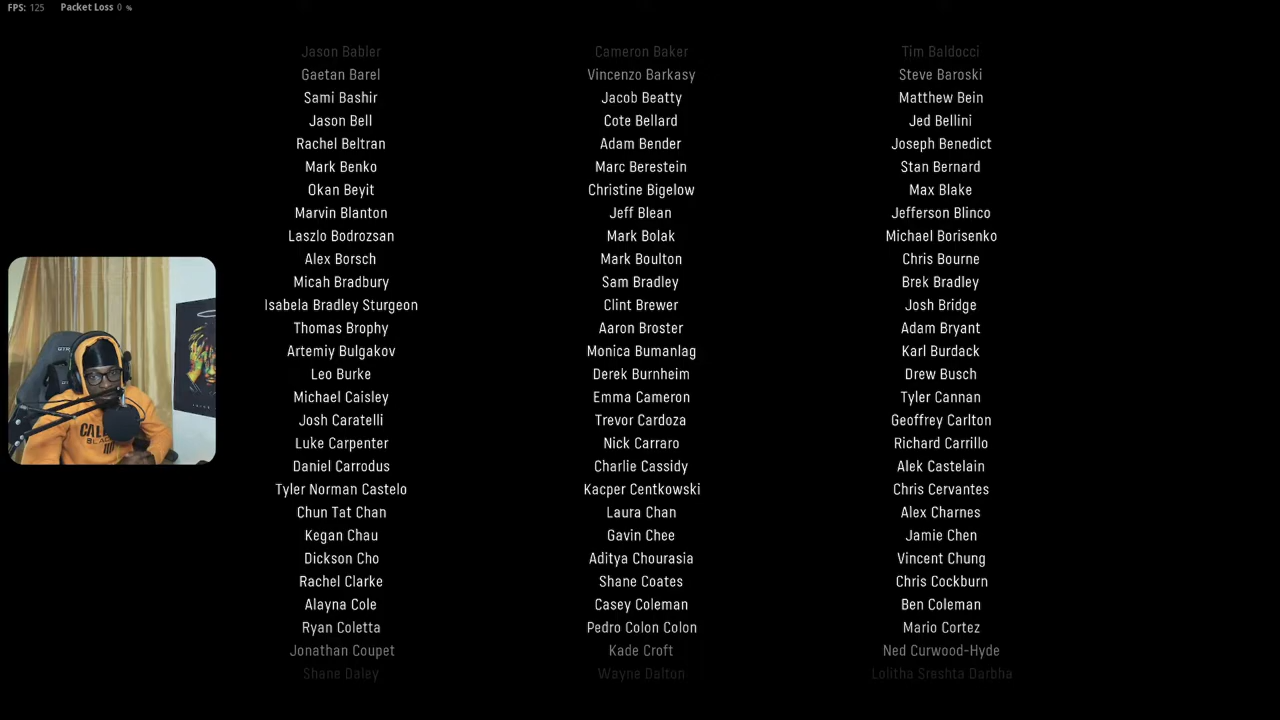 FPS: 125 Packet Loss 0 %
Jason Babler Cameron Baker Tim Baldocci
Gaetan Barel Vincenzo Barkasy Steve Baroski
Sami Bashir Jacob Beatty Matthew Bein
Jason Bell Cote Bellard Jed Bellini
Rachel Beltran Adam Bender Joseph Benedict
Mark Benko Marc Berestein Stan Bernard
Okan Beyit Christine Bigelow Max Blake
Marvin Blanton Jeff Blean Jefferson Blinco
Laszlo Bodrozsan Mark Bolak Michael Borisenko
Alex Borsch Mark Boulton Chris Bourne
Micah Bradbury Sam Bradley Brek Bradley
Isabela Bradley Sturgeon Clint Brewer Josh Bridge
Thomas Brophy Aaron Broster Adam Bryant
Artemiy Bulgakov Monica Bumanlag Karl Burdack
Leo Burke Derek Burnheim Drew Busch
Michael Caisley Emma Cameron Tyler Cannan
Josh Caratelli Trevor Cardoza Geoffrey Carlton
Luke Carpenter Nick Carraro Richard Carrillo
Daniel Carrodus Charlie Cassidy Alek Castelain
Tyler Norman Castelo Kacper Centkowski Chris Cervantes
Chun Tat Chan Laura Chan Alex Charnes
Kegan Chau Gavin Chee Jamie Chen
Dickson Cho Aditya Chourasia Vincent Chung
Rachel Clarke Shane Coates Chris Cockburn
Alayna Cole Casey Coleman Ben Coleman
Ryan Coletta Pedro Colon Colon Mario Cortez
Jonathan Coupet Kade Croft Ned Curwood-Hyde
Shane Daley Wayne Dalton Lolitha Sreshta Darbha